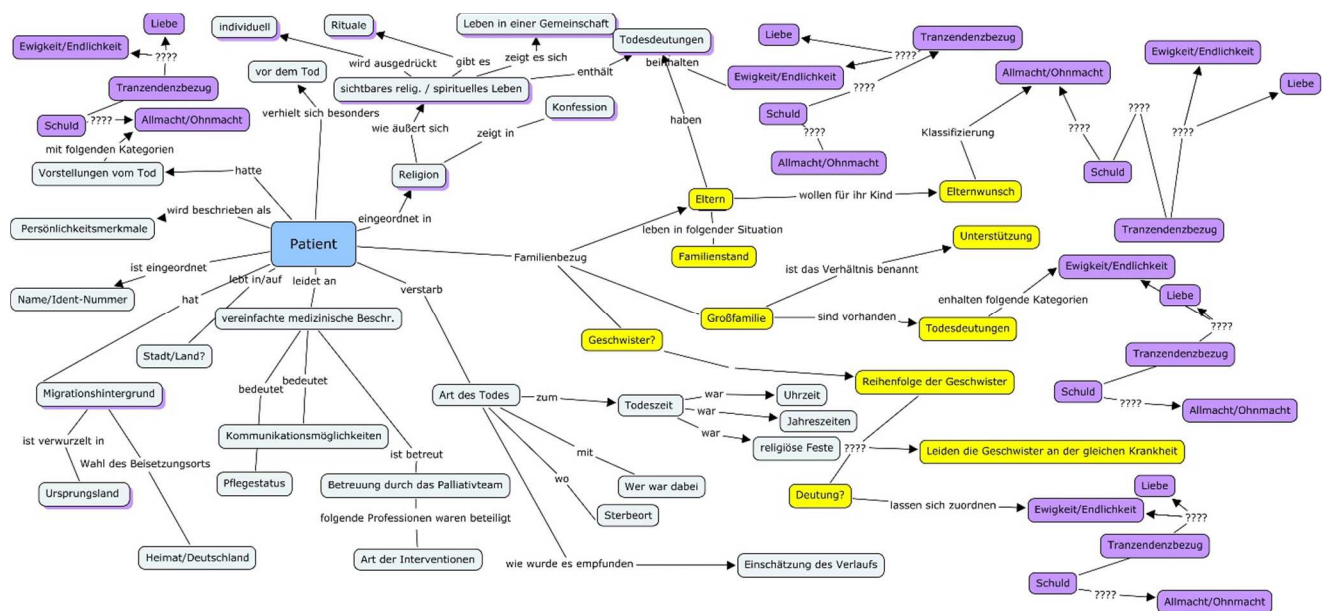 individuell
Rituale
Leben in einer Gemeinschaft
Liebe
Ewigkeit/Endlichkeit
????
wird ausgedrückt
gibt es
zeigt es sich
Todesdeutungen
Liebe
Tranzendenzbezug
Ewigkeit/Endlichkeit
????
vor dem Tod
enthält
beinhalten
Ewigkeit/Endlichkeit
????
Allmacht/Ohnmacht
Liebe
Tranzendenzbezug
sichtbares relig. / spirituelles Leben
verhielt sich besonders
Konfession
Schuld
????
Schuld
????
Allmacht/Ohnmacht
wie äußert sich
haben
Klassifizierung
????
????
????
mit folgenden Kategorien
zeigt in
Allmacht/Ohnmacht
Vorstellungen vom Tod
hatte
Religion
Schuld
Eltern
wollen für ihr Kind
Elternwunsch
wird beschrieben als
eingeordnet in
Persönlichkeitsmerkmale
Patient
leben in folgender Situation
Unterstützung
Tranzendenzbezug
Familienbezug
Familienstand
ist eingeordnet
ist das Verhältnis benannt
Ewigkeit/Endlichkeit
lebt in/auf
leidet an
verstarb
Name/Ident-Nummer
hat
enhalten folgende Kategorien
Liebe
vereinfachte medizinische Beschr.
Großfamilie
sind vorhanden
Todesdeutungen
????
Geschwister?
Stadt/Land?
Tranzendenzbezug
Migrationshintergrund
bedeutet
bedeutet
Art des Todes
zum
Todeszeit
war
Uhrzeit
Reihenfolge der Geschwister
Schuld
????
Allmacht/Ohnmacht
war
Jahreszeiten
war
religiöse Feste
ist verwurzelt in
Kommunikationsmöglichkeiten
????
Leiden die Geschwister an der gleichen Krankheit
Wahl des Beisetzungsorts
ist betreut
mit
wo
Ursprungsland
Pflegestatus
Betreuung durch das Palliativteam
Wer war dabei
Deutung?
lassen sich zuordnen
Liebe
Ewigkeit/Endlichkeit
????
Sterbeort
folgende Professionen waren beteiligt
Tranzendenzbezug
Heimat/Deutschland
Art der Interventionen
wie wurde es empfunden
Einschätzung des Verlaufs
Schuld
????
Allmacht/Ohnmacht